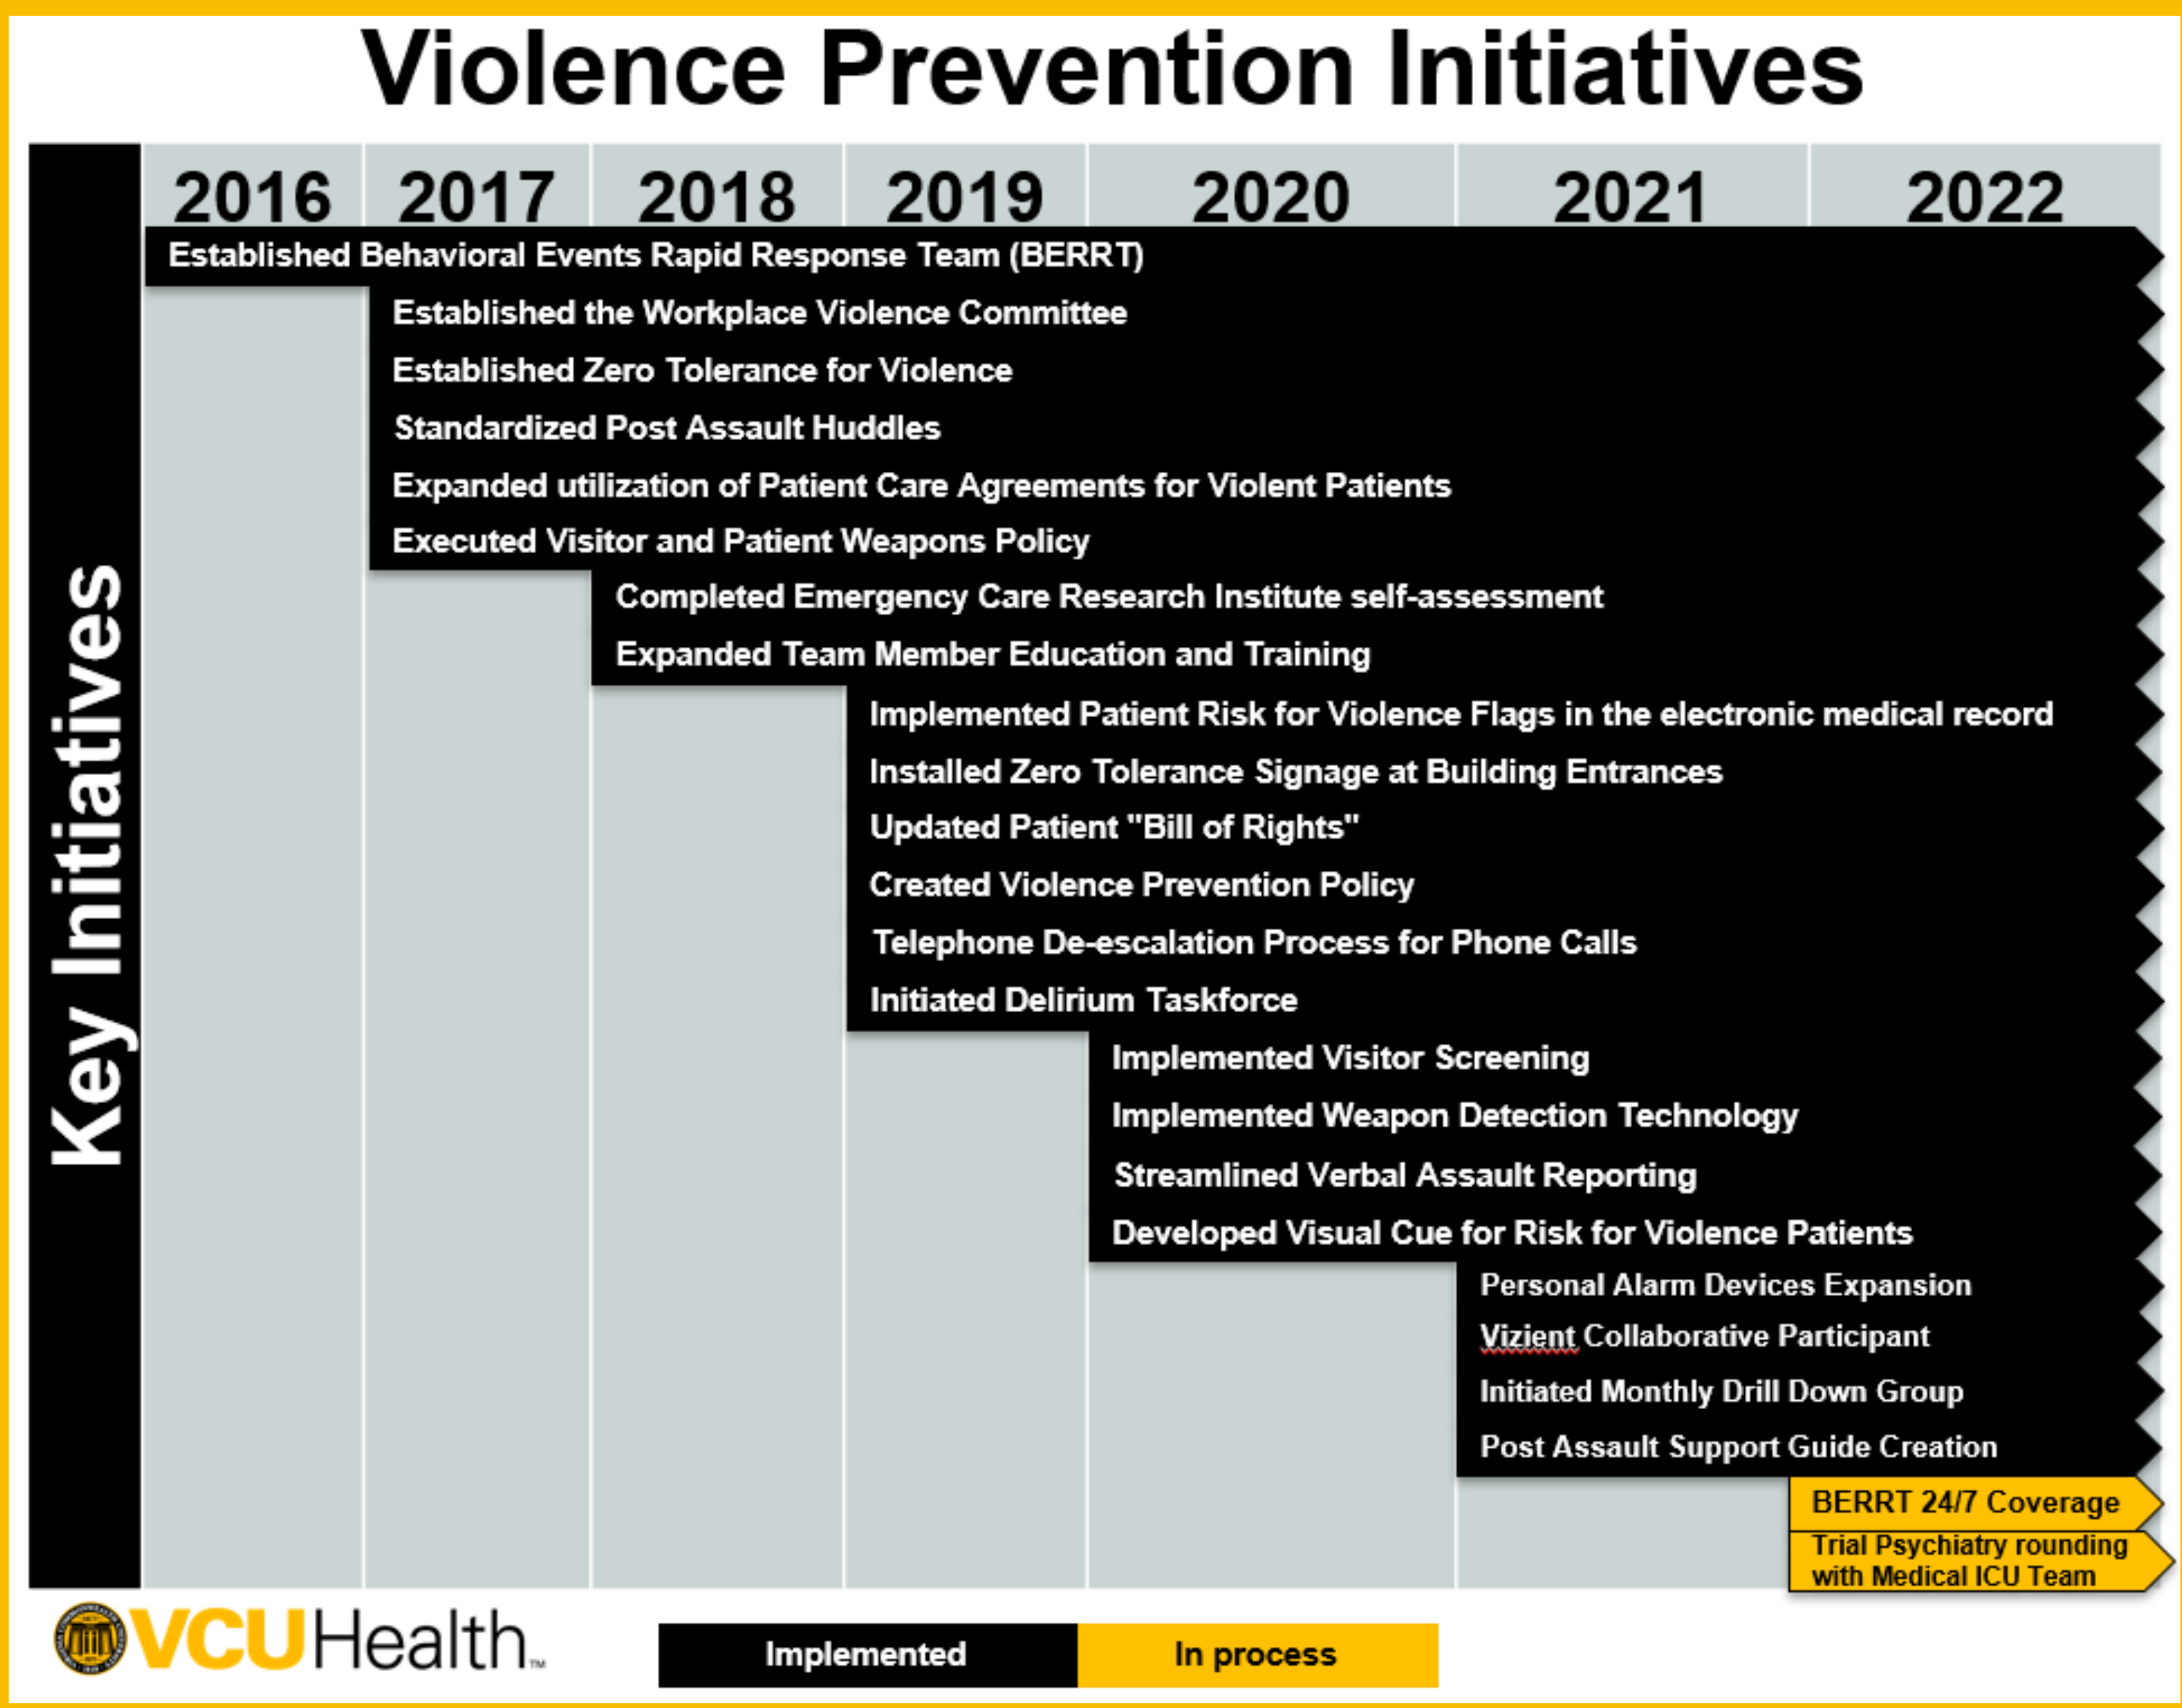 Violence Prevention Initiatives
2016 2017 2018 2019 2020 2021 2022
Key Initiatives
Established Behavioral Events Rapid Response Team (BERRT)
Established the Workplace Violence Committee
Established Zero Tolerance for Violence
Standardized Post Assault Huddles
Expanded utilization of Patient Care Agreements for Violent Patients
Executed Visitor and Patient Weapons Policy
Completed Emergency Care Research Institute self-assessment
Expanded Team Member Education and Training
Implemented Patient Risk for Violence Flags in the electronic medical record
Installed Zero Tolerance Signage at Building Entrances
Updated Patient "Bill of Rights"
Created Violence Prevention Policy
Telephone De-escalation Process for Phone Calls
Initiated Delirium Taskforce
Implemented Visitor Screening
Implemented Weapon Detection Technology
Streamlined Verbal Assault Reporting
Developed Visual Cue for Risk for Violence Patients
Personal Alarm Devices Expansion
Vizient Collaborative Participant
Initiated Monthly Drill Down Group
Post Assault Support Guide Creation
BERRT 24/7 Coverage
Trial Psychiatry rounding
with Medical ICU Team
VCUHealth™
Implemented
In process